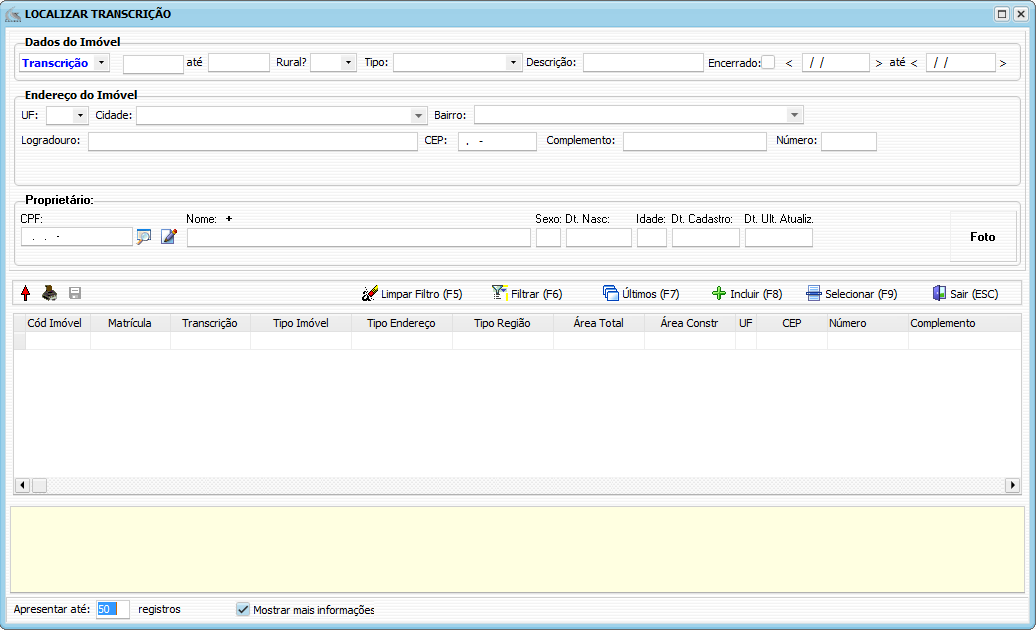 LOCALIZAR TRANSCRIÇÃO
Dados do Imóvel
Transcrição até Rural? Tipo: Descrição: Encerrado: < / / > até < / / >
Endereço do Imóvel
UF: Cidade: Bairro:
Logradouro: CEP: . - Complemento: Número:
Proprietário:
CPF: Nome: + Sexo: Dt. Nasc: Idade: Dt. Cadastro: Dt. Ult. Atualiz.
. . - Foto
Limpar Filtro (F5) Filtrar (F6) Últimos (F7) Incluir (F8) Selecionar (F9) Sair (ESC)
Cód Imóvel Matrícula Transcrição Tipo Imóvel Tipo Endereço Tipo Região Área Total Área Constr UF CEP Número Complemento
Apresentar até: 50 registros Mostrar mais informações